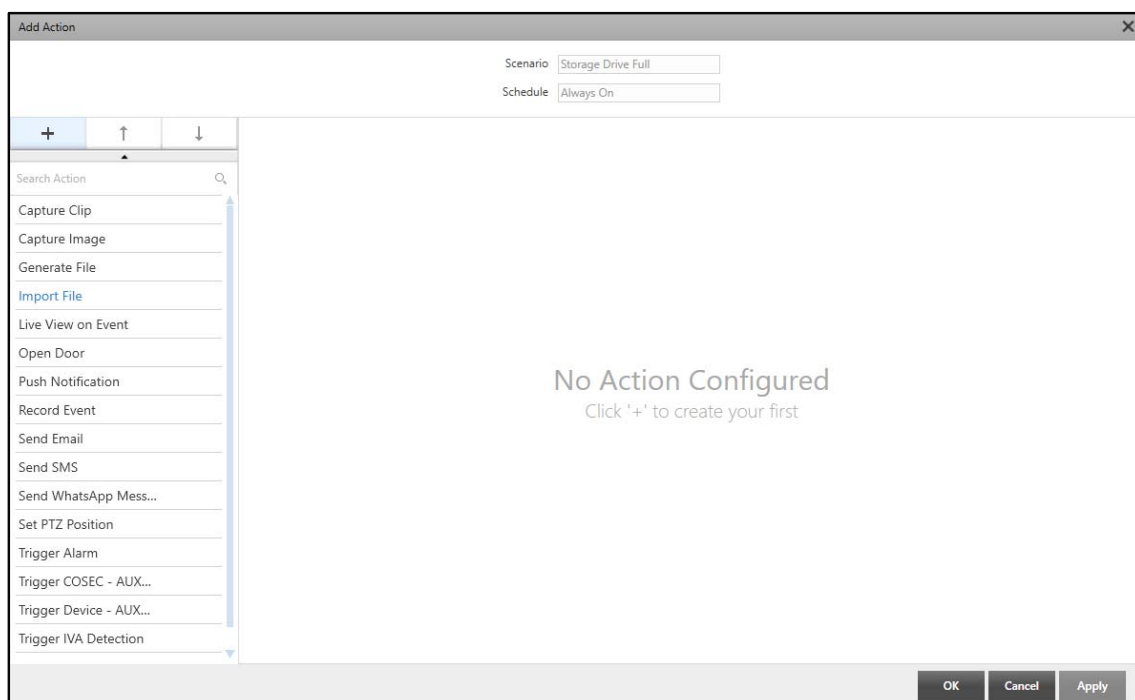 Add Action
Scenario Storage Drive Full
Schedule Always On
Search Action
Capture Clip
Capture Image
Generate File
Import File
Live View on Event
Open Door
Push Notification
Record Event
Send Email
Send SMS
Send WhatsApp Mess...
Set PTZ Position
Trigger Alarm
Trigger COSEC - AUX...
Trigger Device - AUX...
Trigger IVA Detection
No Action Configured
Click '+' to create your first
OK Cancel Apply